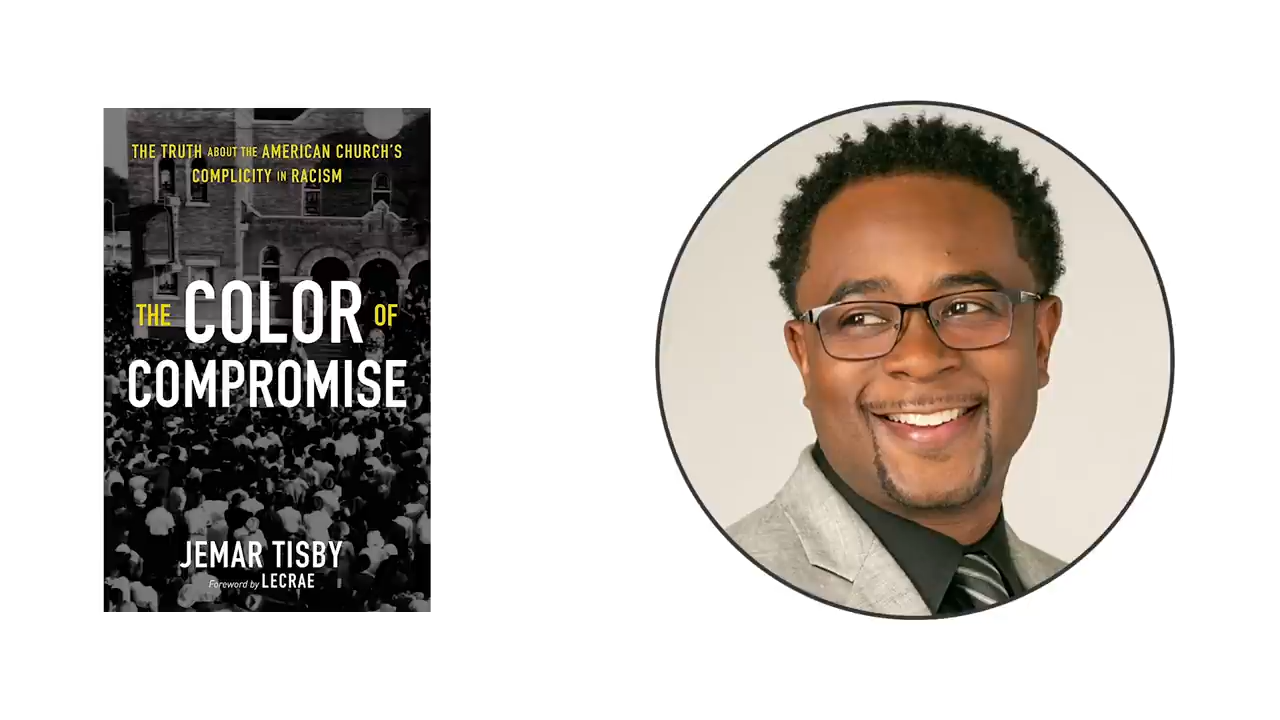 THE TRUTH ABOUT THE AMERICAN CHURCH'S
COMPLICITY IN RACISM
THE COLOR OF
COMPROMISE
JEMAR TISBY
Foreword by LECRAE